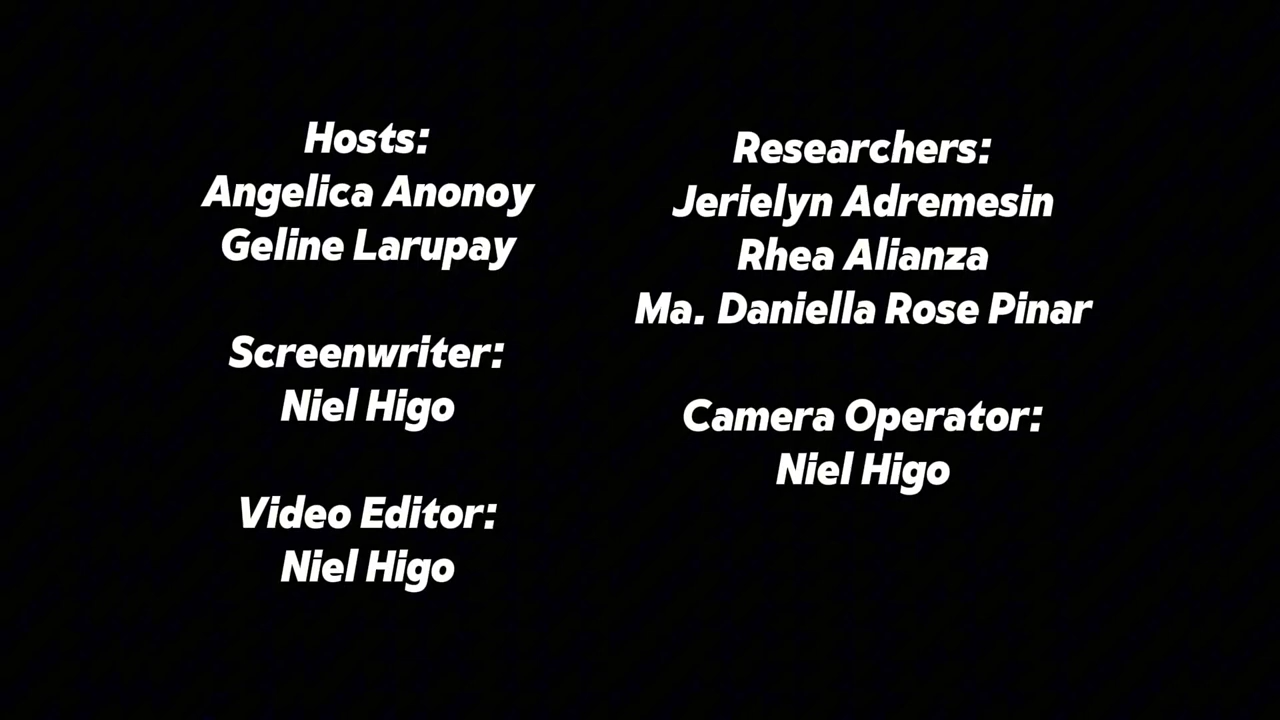 Hosts:
Angelica Anonoy
Geline Larupay
Screenwriter:
Niel Higo
Video Editor:
Niel Higo
Researchers:
Jerielyn Adremesin
Rhea Alianza
Ma. Daniella Rose Pinar
Camera Operator:
Niel Higo